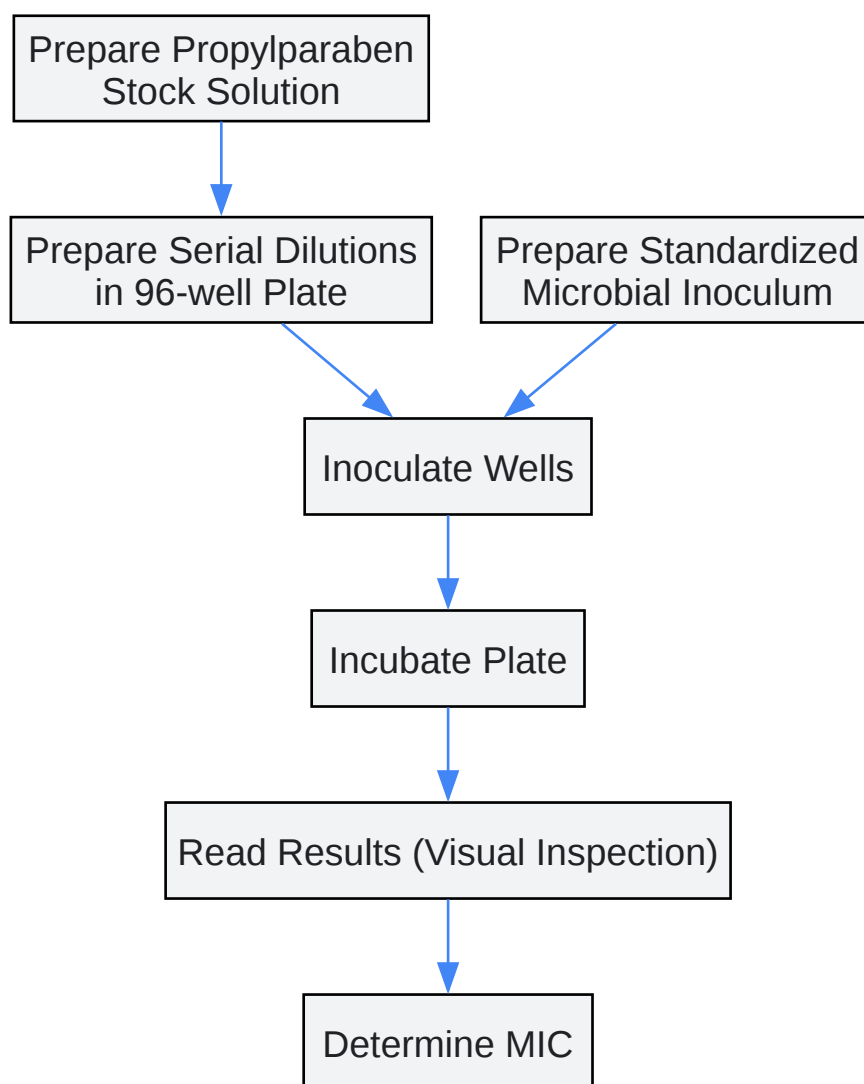 Prepare Propylparaben
Stock Solution
Prepare Serial Dilutions
in 96-well Plate
Prepare Standardized
Microbial Inoculum
Inoculate Wells
Incubate Plate
Read Results (Visual Inspection)
Determine MIC